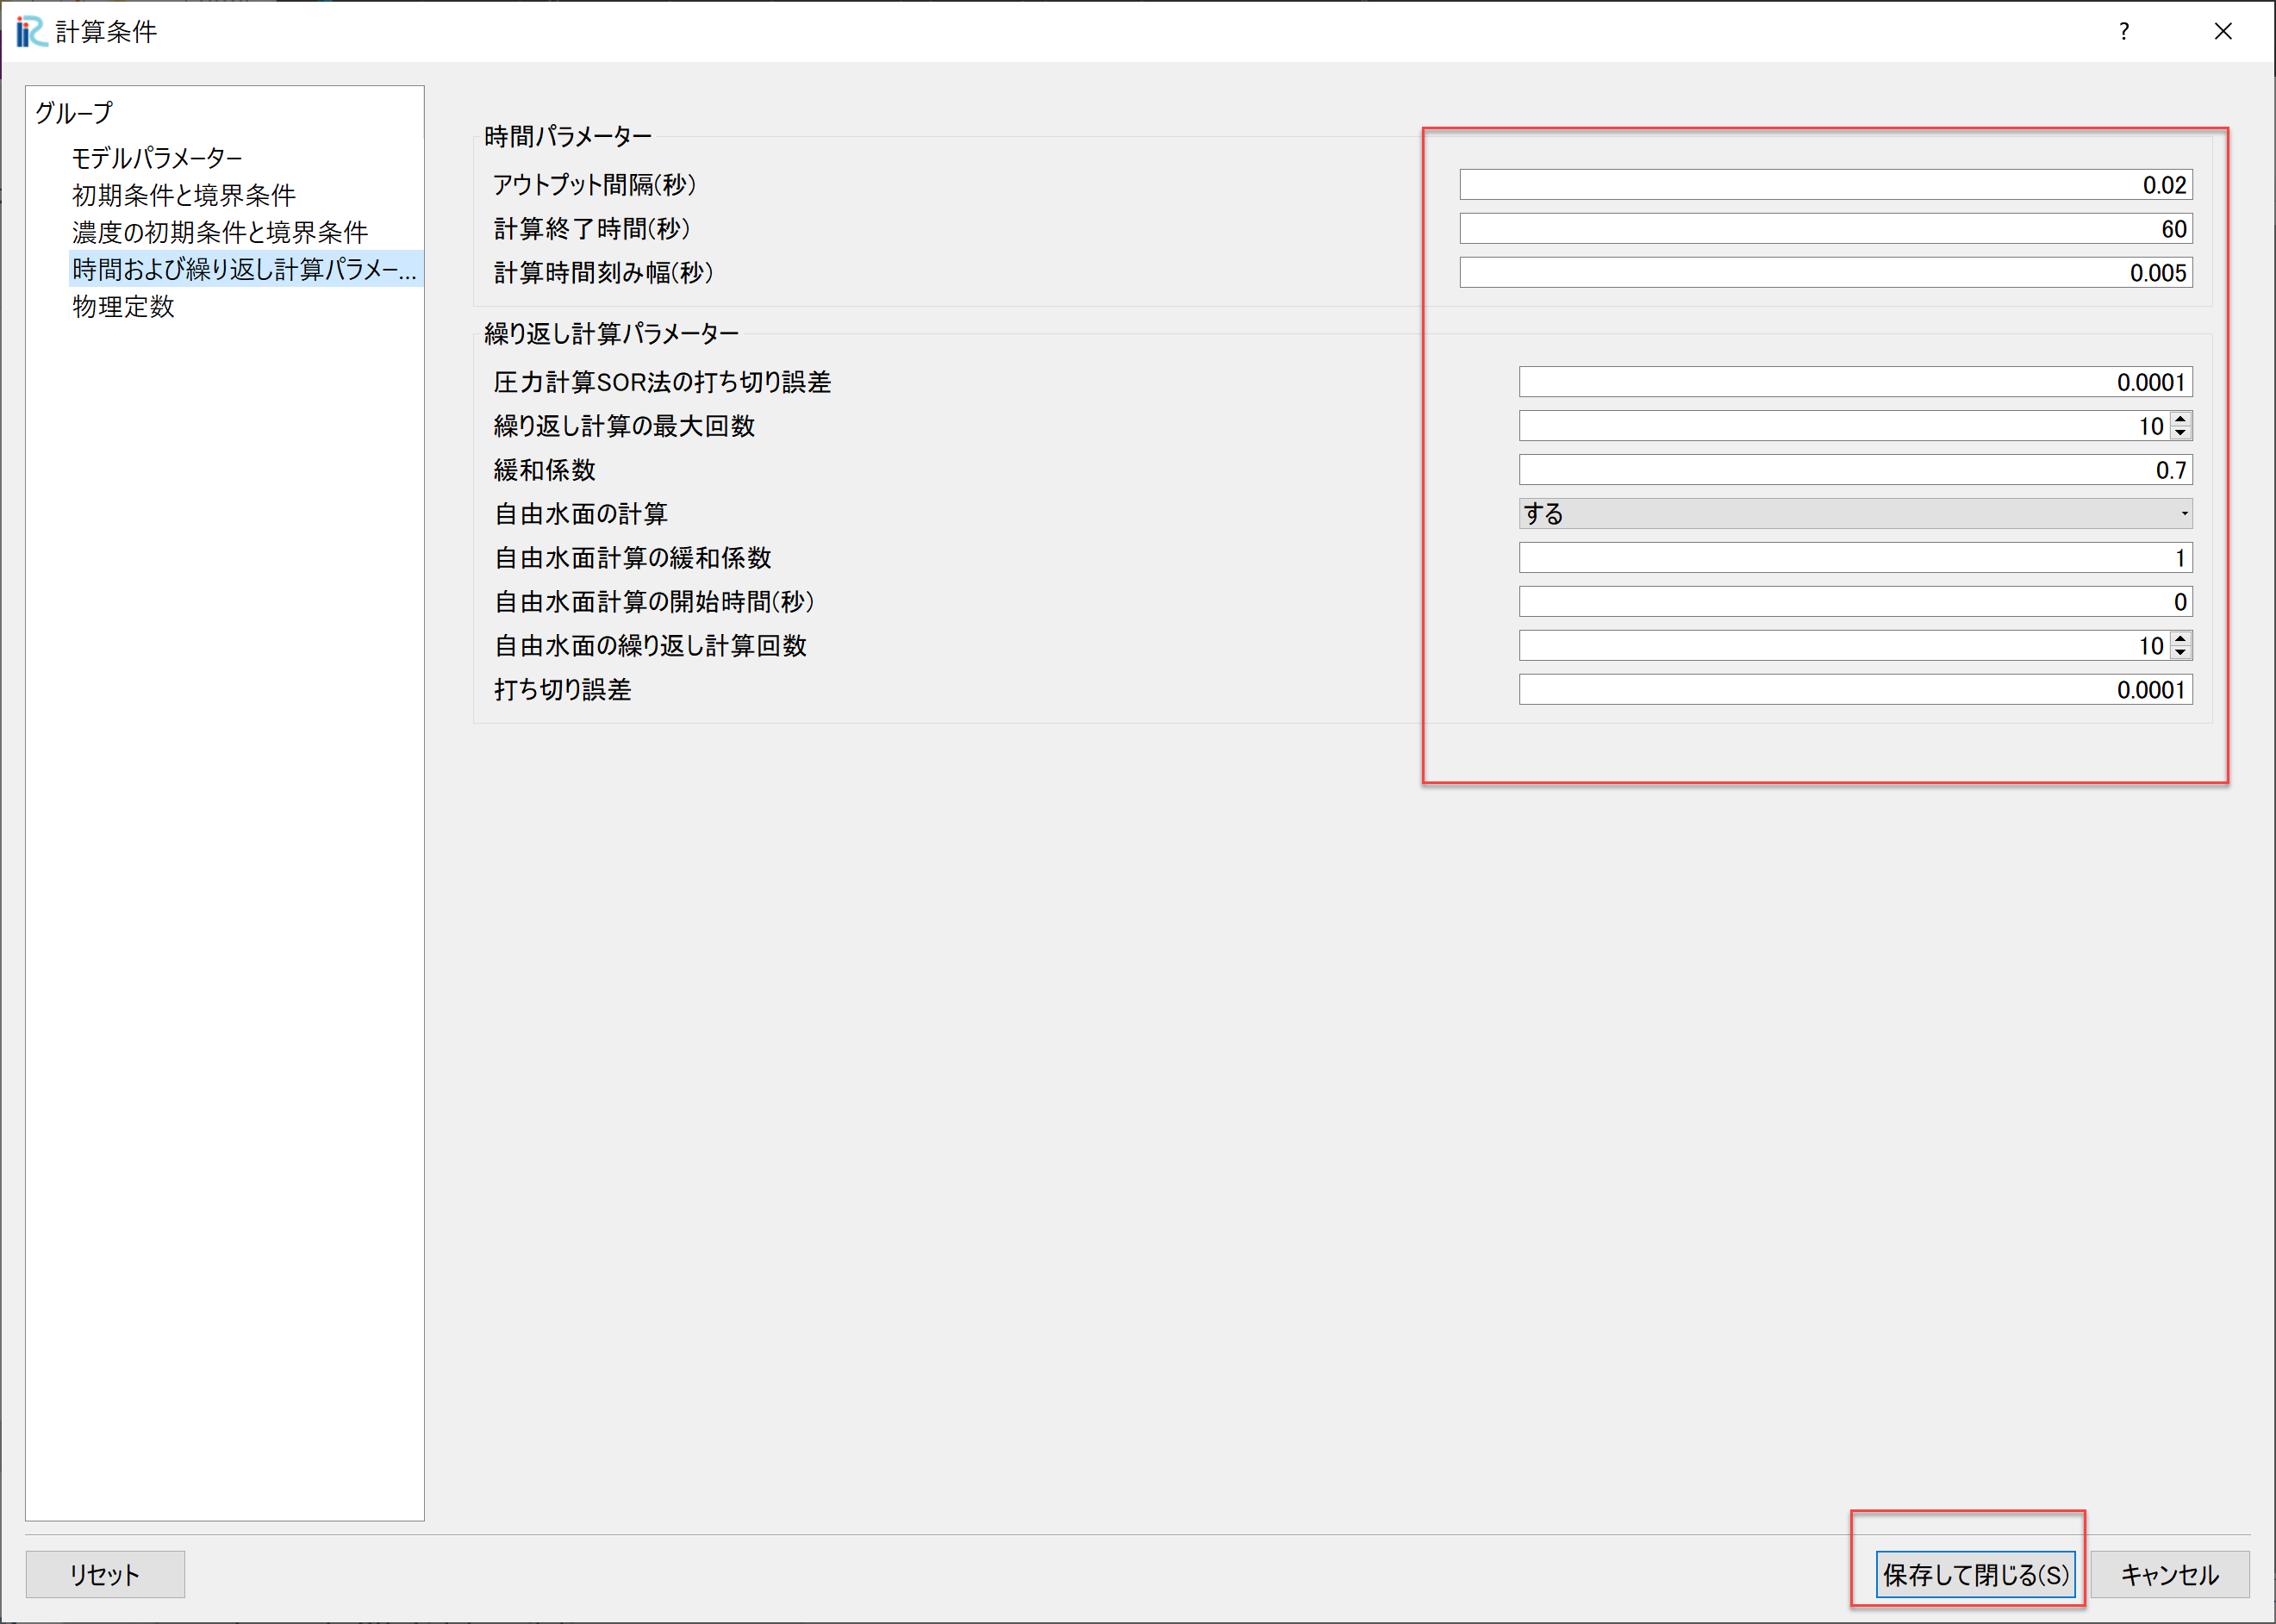 iRIC 計算条件
?
グループ
モデルパラメーター
初期条件と境界条件
濃度の初期条件と境界条件
時間および繰り返し計算パラメー...
物理定数
時間パラメーター
アウトプット間隔(秒) 0.02
計算終了時間(秒) 60
計算時間刻み幅(秒) 0.005
繰り返し計算パラメーター
圧力計算SOR法の打ち切り誤差 0.0001
繰り返し計算の最大回数 10
緩和係数 0.7
自由水面の計算 する
自由水面計算の緩和係数 1
自由水面計算の開始時間(秒) 0
自由水面の繰り返し計算回数 10
打ち切り誤差 0.0001
リセット 保存して閉じる(S) キャンセル